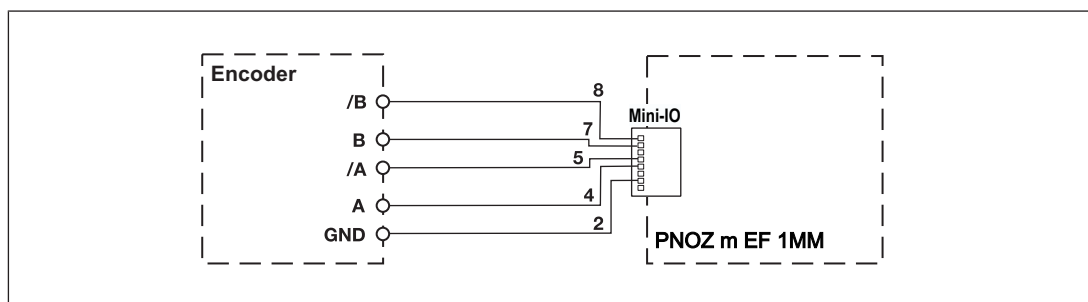 Encoder
/B
8
Mini-IO
B
7
/A
5
A
4
GND
2
PNOZ m EF 1MM